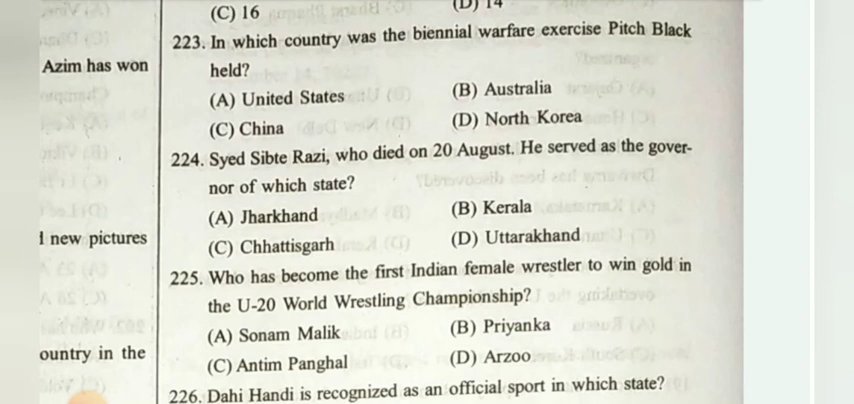 Azim has won
d new pictures
ountry in the
(C) 16 (D) 14
223. In which country was the biennial warfare exercise Pitch Black
held?
(A) United States (B) Australia
(C) China (D) North Korea
224. Syed Sibte Razi, who died on 20 August. He served as the gover-
nor of which state?
(A) Jharkhand (B) Kerala
(C) Chhattisgarh (D) Uttarakhand
225. Who has become the first Indian female wrestler to win gold in
the U-20 World Wrestling Championship?
(A) Sonam Malik (B) Priyanka
(C) Antim Panghal (D) Arzoo
226. Dahi Handi is recognized as an official sport in which state?